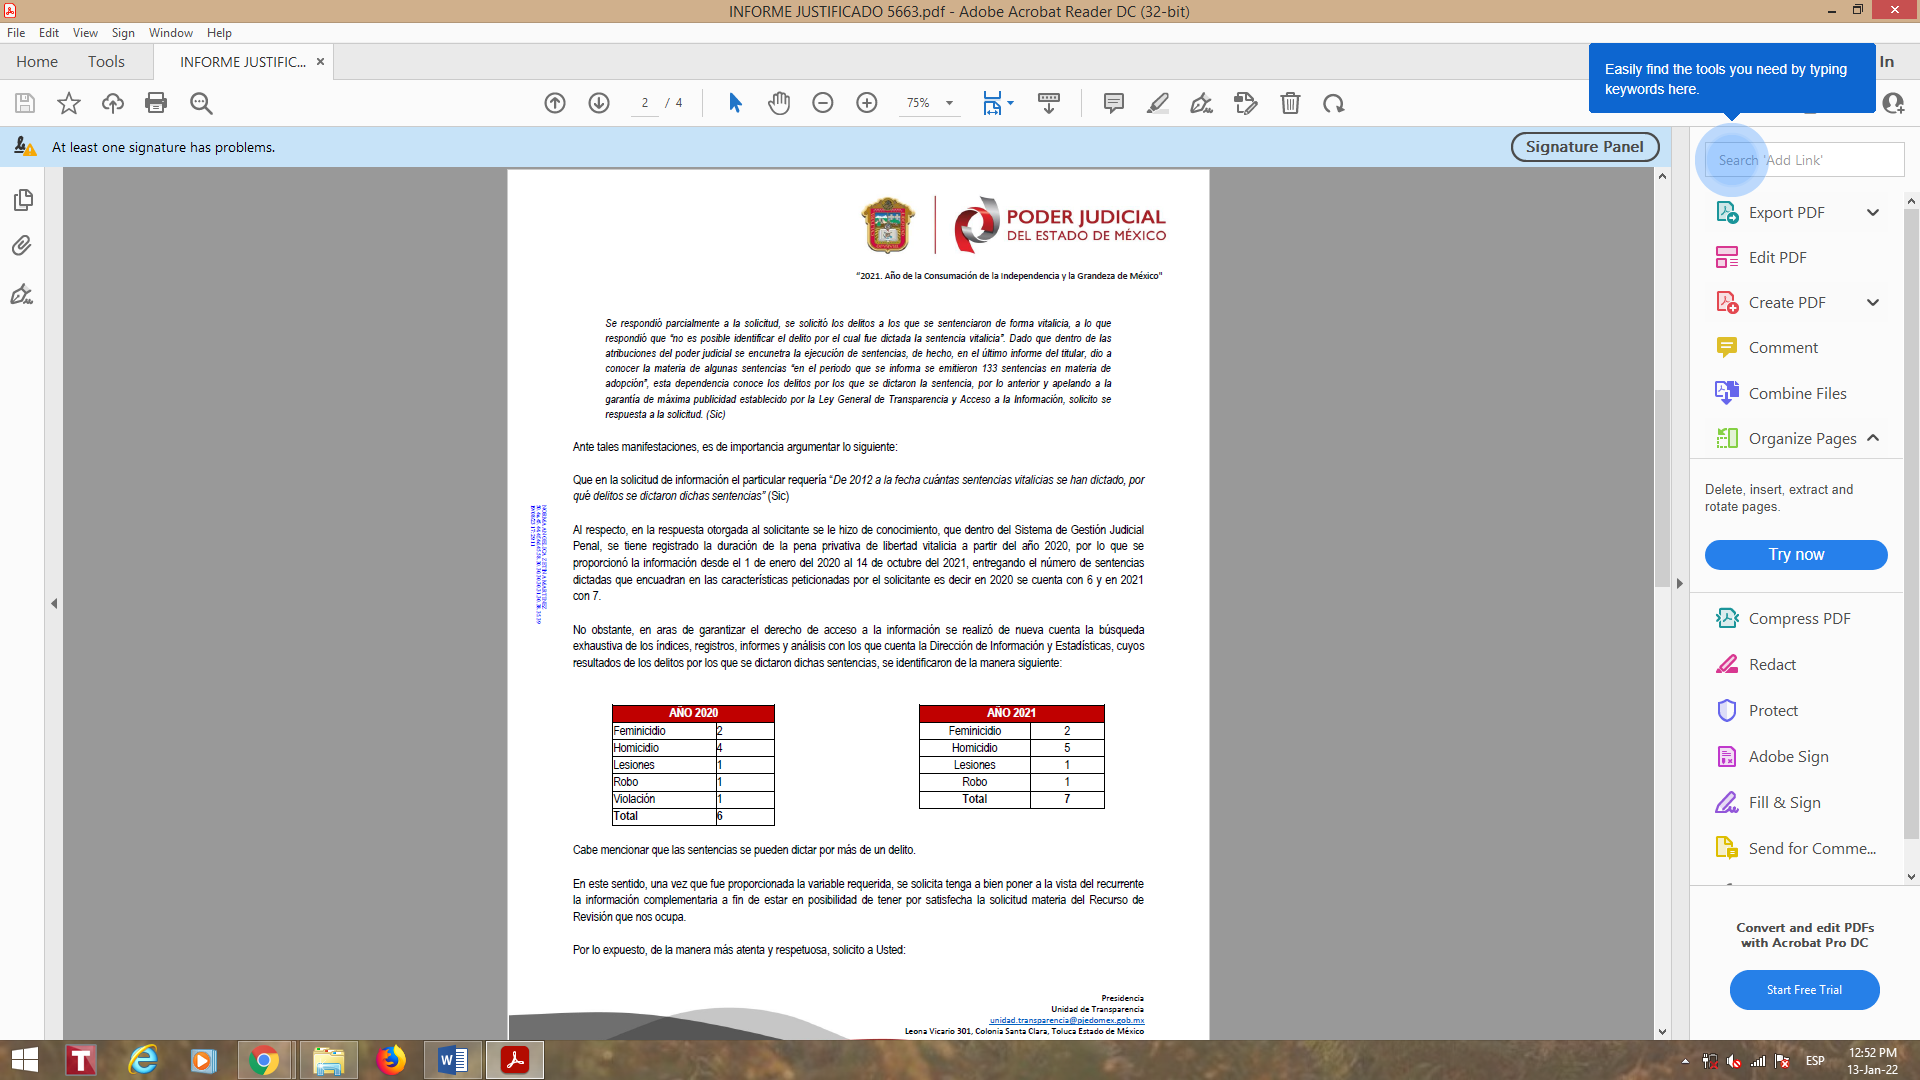 INFORME JUSTIFICADO 5663.pdf - Adobe Acrobat Reader DC (32-bit)
File Edit View Sign Window Help
Home Tools INFORME JUSTIFIC... × In
Easily find the tools you need by typing
keywords here.
2 / 4 75%
At least one signature has problems.
Signature Panel
PODER JUDICIAL
DEL ESTADO DE MÉXICO
"2021. Año de la Consumación de la Independencia y la Grandeza de México"
Se respondió parcialmente a la solicitud, se solicitó los delitos a los que se sentenciaron de forma vitalicia, a lo que
respondió que "no es posible identificar el delito por el cual fue dictada la sentencia vitalicia". Dado que dentro de las
atribuciones del poder judicial se encunetra la ejecución de sentencias, de hecho, en el último informe del titular, dio a
conocer la materia de algunas sentencias "en el periodo que se informa se emitieron 133 sentencias en materia de
adopción", esta dependencia conoce los delitos por los que se dictaron la sentencia, por lo anterior y apelando a la
garantía de máxima publicidad establecido por la Ley General de Transparencia y Acceso a la Información, solicito se
respuesta a la solicitud. (Sic)
Ante tales manifestaciones, es de importancia argumentar lo siguiente:
Que en la solicitud de información el particular requería "De 2012 a la fecha cuántas sentencias vitalicias se han dictado, por
qué delitos se dictaron dichas sentencias" (Sic)
Al respecto, en la respuesta otorgada al solicitante se le hizo de conocimiento, que dentro del Sistema de Gestión Judicial
Penal, se tiene registrado la duración de la pena privativa de libertad vitalicia a partir del año 2020, por lo que se
proporcionó la información desde el 1 de enero del 2020 al 14 de octubre del 2021, entregando el número de sentencias
dictadas que encuadran en las características peticionadas por el solicitante es decir en 2020 se cuenta con 6 y en 2021
con 7.
No obstante, en aras de garantizar el derecho de acceso a la información se realizó de nueva cuenta la búsqueda
exhaustiva de los índices, registros, informes y análisis con los que cuenta la Dirección de Información y Estadísticas, cuyos
resultados de los delitos por los que se dictaron dichas sentencias, se identificaron de la manera siguiente:
AÑO 2020
Feminicidio 2
Homicidio 4
Lesiones 1
Robo 1
Violación 1
Total 6
AÑO 2021
Feminicidio 2
Homicidio 5
Lesiones 1
Robo 1
Total 7
Cabe mencionar que las sentencias se pueden dictar por más de un delito.
En este sentido, una vez que fue proporcionada la variable requerida, se solicita tenga a bien poner a la vista del recurrente
la información complementaria a fin de estar en posibilidad de tener por satisfecha la solicitud materia del Recurso de
Revisión que nos ocupa.
Por lo expuesto, de la manera más atenta y respetuosa, solicito a Usted:
Presidencia
Unidad de Transparencia
unidad.transparencia@pjedomex.gob.mx
Leona Vicario 301, Colonia Santa Clara, Toluca Estado de México
Search 'Add Link'
Export PDF
Edit PDF
Create PDF
Comment
Combine Files
Organize Pages
Delete, insert, extract and
rotate pages.
Try now
Compress PDF
Redact
Protect
Adobe Sign
Fill & Sign
Send for Comme...
Convert and edit PDFs
with Acrobat Pro DC
Start Free Trial
ESP
12:52 PM
13-Jan-22